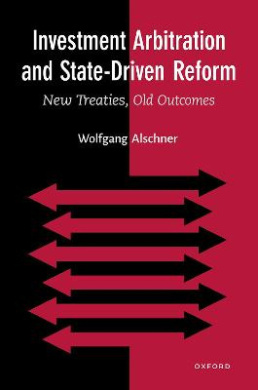 Investment Arbitration
and State-Driven Reform
New Treaties, Old Outcomes
Wolfgang Alschner
OXFORD